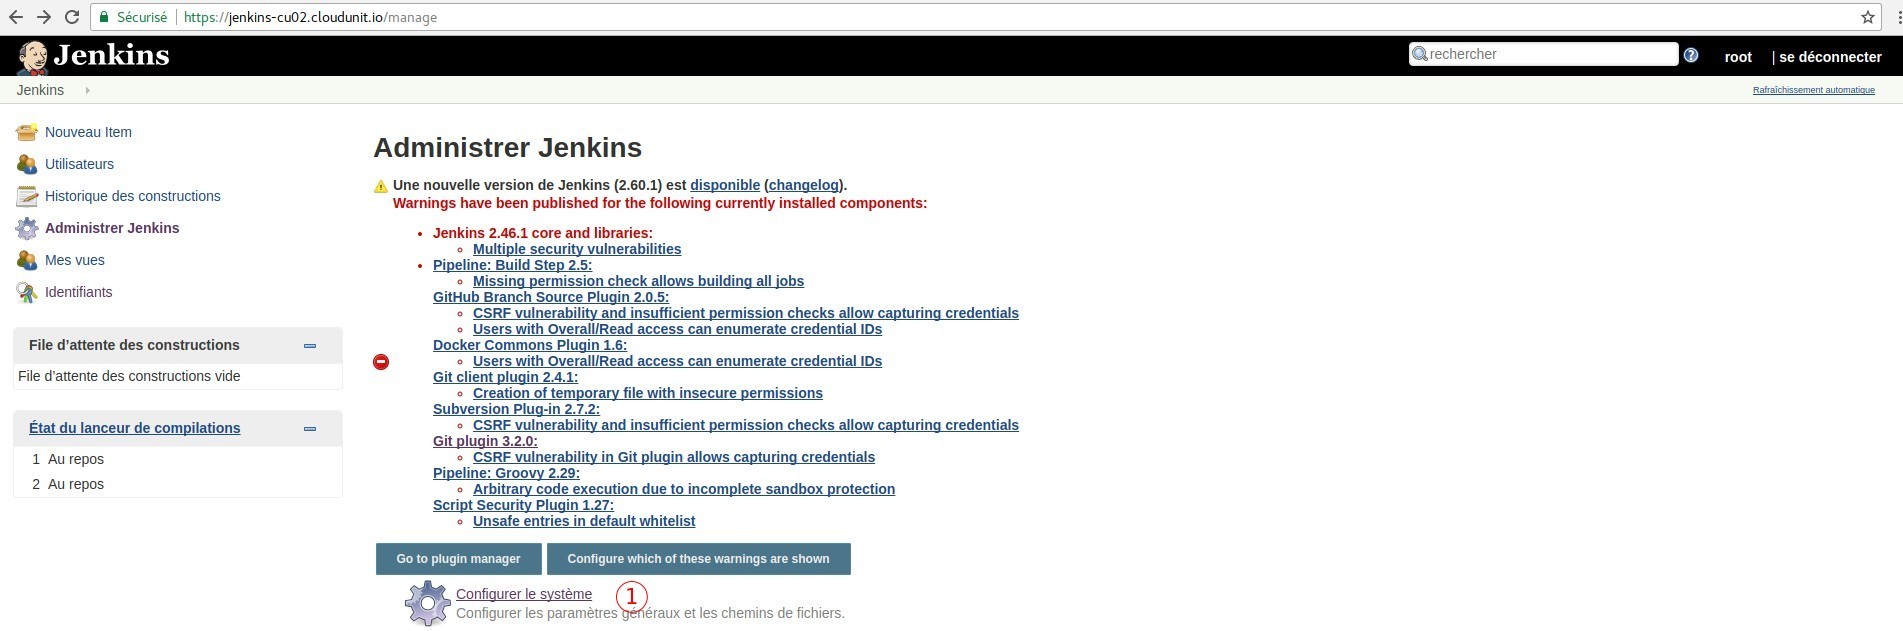 Sécurisé https://jenkins-cu02.cloudunit.io/manage
Jenkins
rechercher
root | se déconnecter
Jenkins
Rafraîchissement automatique
Nouveau Item
Utilisateurs
Historique des constructions
Administrer Jenkins
Mes vues
Identifiants
File d’attente des constructions
File d’attente des constructions vide
État du lanceur de compilations
1 Au repos
2 Au repos
Administrer Jenkins
Une nouvelle version de Jenkins (2.60.1) est disponible (changelog).
Warnings have been published for the following currently installed components:
Jenkins 2.46.1 core and libraries:
Multiple security vulnerabilities
Pipeline: Build Step 2.5:
Missing permission check allows building all jobs
GitHub Branch Source Plugin 2.0.5:
CSRF vulnerability and insufficient permission checks allow capturing credentials
Users with Overall/Read access can enumerate credential IDs
Docker Commons Plugin 1.6:
Users with Overall/Read access can enumerate credential IDs
Git client plugin 2.4.1:
Creation of temporary file with insecure permissions
Subversion Plug-in 2.7.2:
CSRF vulnerability and insufficient permission checks allow capturing credentials
Git plugin 3.2.0:
CSRF vulnerability in Git plugin allows capturing credentials
Pipeline: Groovy 2.29:
Arbitrary code execution due to incomplete sandbox protection
Script Security Plugin 1.27:
Unsafe entries in default whitelist
Go to plugin manager
Configure which of these warnings are shown
Configurer le système 1
Configurer les paramètres généraux et les chemins de fichiers.